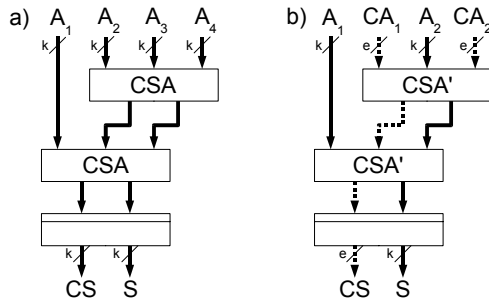 a) A1 A2 A3 A4 b) A1 CA1 A2 CA2
k k k k k e k e
CSA CSA'
CSA CSA'
k k e k
CS S CS S